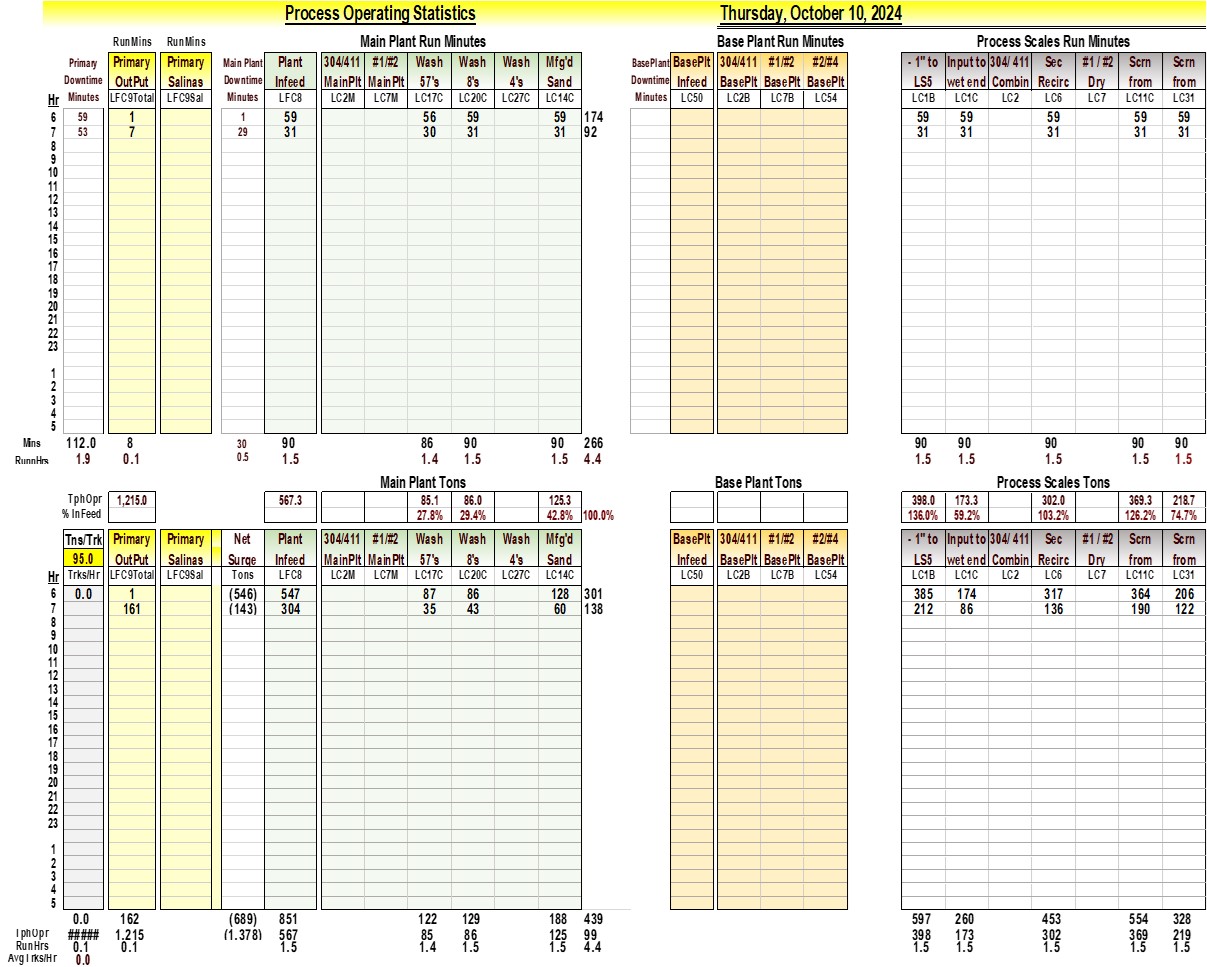 Process Operating Statistics Thursday, October 10, 2024
RunMins RunMins Main Plant Run Minutes Base Plant Run Minutes Process Scales Run Minutes
Primary Primary Primary Main Plant Plant 304/411 #1/#2 Wash Wash Wash Mfg'd BasePlant BasePlt 304/411 #1/#2 #2/#4 - 1" to Input to 304/ 411 Sec #1 / #2 Scrn Scrn
Downtime OutPut Salinas Downtime Infeed MainPlt MainPlt 57's 8's 4's Sand Downtime Infeed BasePlt BasePlt BasePlt LS5 wet end Combin Recirc Dry from from
Hr Minutes LFC9Total LFC9Sal Minutes LFC8 LC2M LC7M LC17C LC20C LC27C LC14C Minutes LC50 LC2B LC7B LC54 LC1B LC1C LC2 LC6 LC7 LC11C LC31
6 59 1 1 59 56 59 59 174 59 59 59 59 59
7 53 7 29 31 30 31 31 92 31 31 31 31 31
8
9
10
11
12
13
14
15
16
17
18
19
20
21
22
23
1
2
3
4
5
Mins 112.0 8 30 90 86 90 90 266 90 90 90 90 90
RunnHrs 1.9 0.1 0.5 1.5 1.4 1.5 1.5 4.4 1.5 1.5 1.5 1.5 1.5
Main Plant Tons Base Plant Tons Process Scales Tons
TphOpr 1,215.0 567.3 85.1 86.0 125.3 398.0 173.3 302.0 369.3 218.7
% InFeed 27.8% 29.4% 42.8% 100.0% 136.0% 59.2% 103.2% 126.2% 74.7%
Tns/Trk Primary Primary Net Plant 304/411 #1/#2 Wash Wash Wash Mfg'd BasePlt 304/411 #1/#2 #2/#4 - 1" to Input to 304/ 411 Sec #1 / #2 Scrn Scrn
95.0 OutPut Salinas Surge Infeed MainPlt MainPlt 57's 8's 4's Sand Infeed BasePlt BasePlt BasePlt LS5 wet end Combin Recirc Dry from from
Hr Trks/Hr LFC9Total LFC9Sal Tons LFC8 LC2M LC7M LC17C LC20C LC27C LC14C LC50 LC2B LC7B LC54 LC1B LC1C LC2 LC6 LC7 LC11C LC31
6 0.0 1 (546) 547 87 86 128 301 385 174 317 364 206
7 161 (143) 304 35 43 60 138 212 86 136 190 122
8
9
10
11
12
13
14
15
16
17
18
19
20
21
22
23
1
2
3
4
5
0.0 162 (689) 851 122 129 188 439 597 260 453 554 328
TphOpr ##### 1,215 (1,378) 567 85 86 125 99 398 173 302 369 219
RunHrs 0.1 0.1 1.5 1.4 1.5 1.5 4.4 1.5 1.5 1.5 1.5 1.5
AvgTrks/Hr 0.0